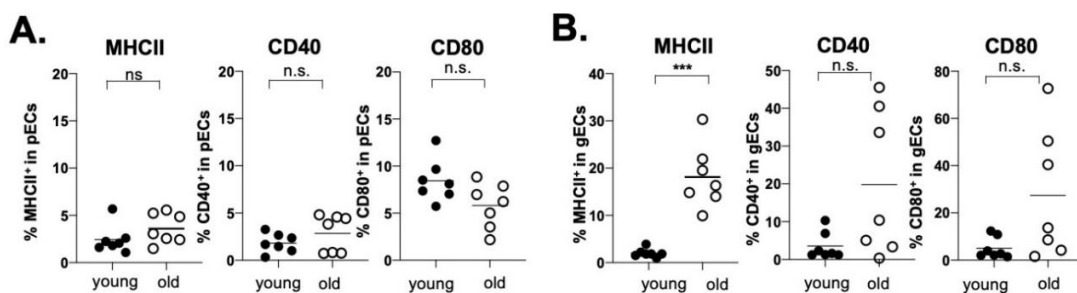 A.
MHCII
CD40
CD80
ns
n.s.
n.s.
% MHCII⁺ in pECs
20
15
10
5
0
young old
% CD40⁺ in pECs
20
15
10
5
0
young old
% CD80⁺ in pECs
20
15
10
5
0
young old
B.
MHCII
CD40
CD80
***
n.s.
n.s.
% MHCII⁺ in gECs
40
30
20
10
0
young old
% CD40⁺ in gECs
50
40
30
20
10
0
young old
% CD80⁺ in gECs
80
60
40
20
0
young old